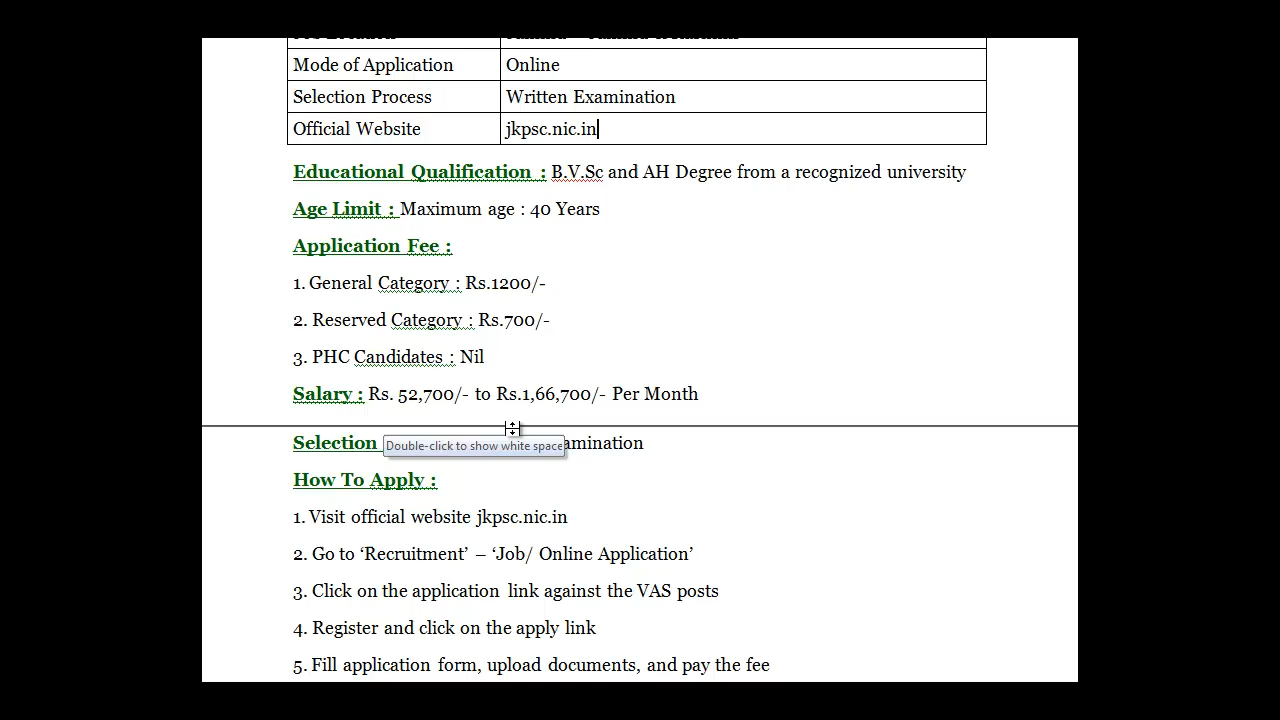 Mode of Application Online
Selection Process Written Examination
Official Website jkpsc.nic.in
Educational Qualification : B.V.Sc and AH Degree from a recognized university
Age Limit : Maximum age : 40 Years
Application Fee :
1. General Category : Rs.1200/-
2. Reserved Category : Rs.700/-
3. PHC Candidates : Nil
Salary : Rs. 52,700/- to Rs.1,66,700/- Per Month
Selection amination
Double-click to show white space
How To Apply :
1. Visit official website jkpsc.nic.in
2. Go to ‘Recruitment’ – ‘Job/ Online Application’
3. Click on the application link against the VAS posts
4. Register and click on the apply link
5. Fill application form, upload documents, and pay the fee